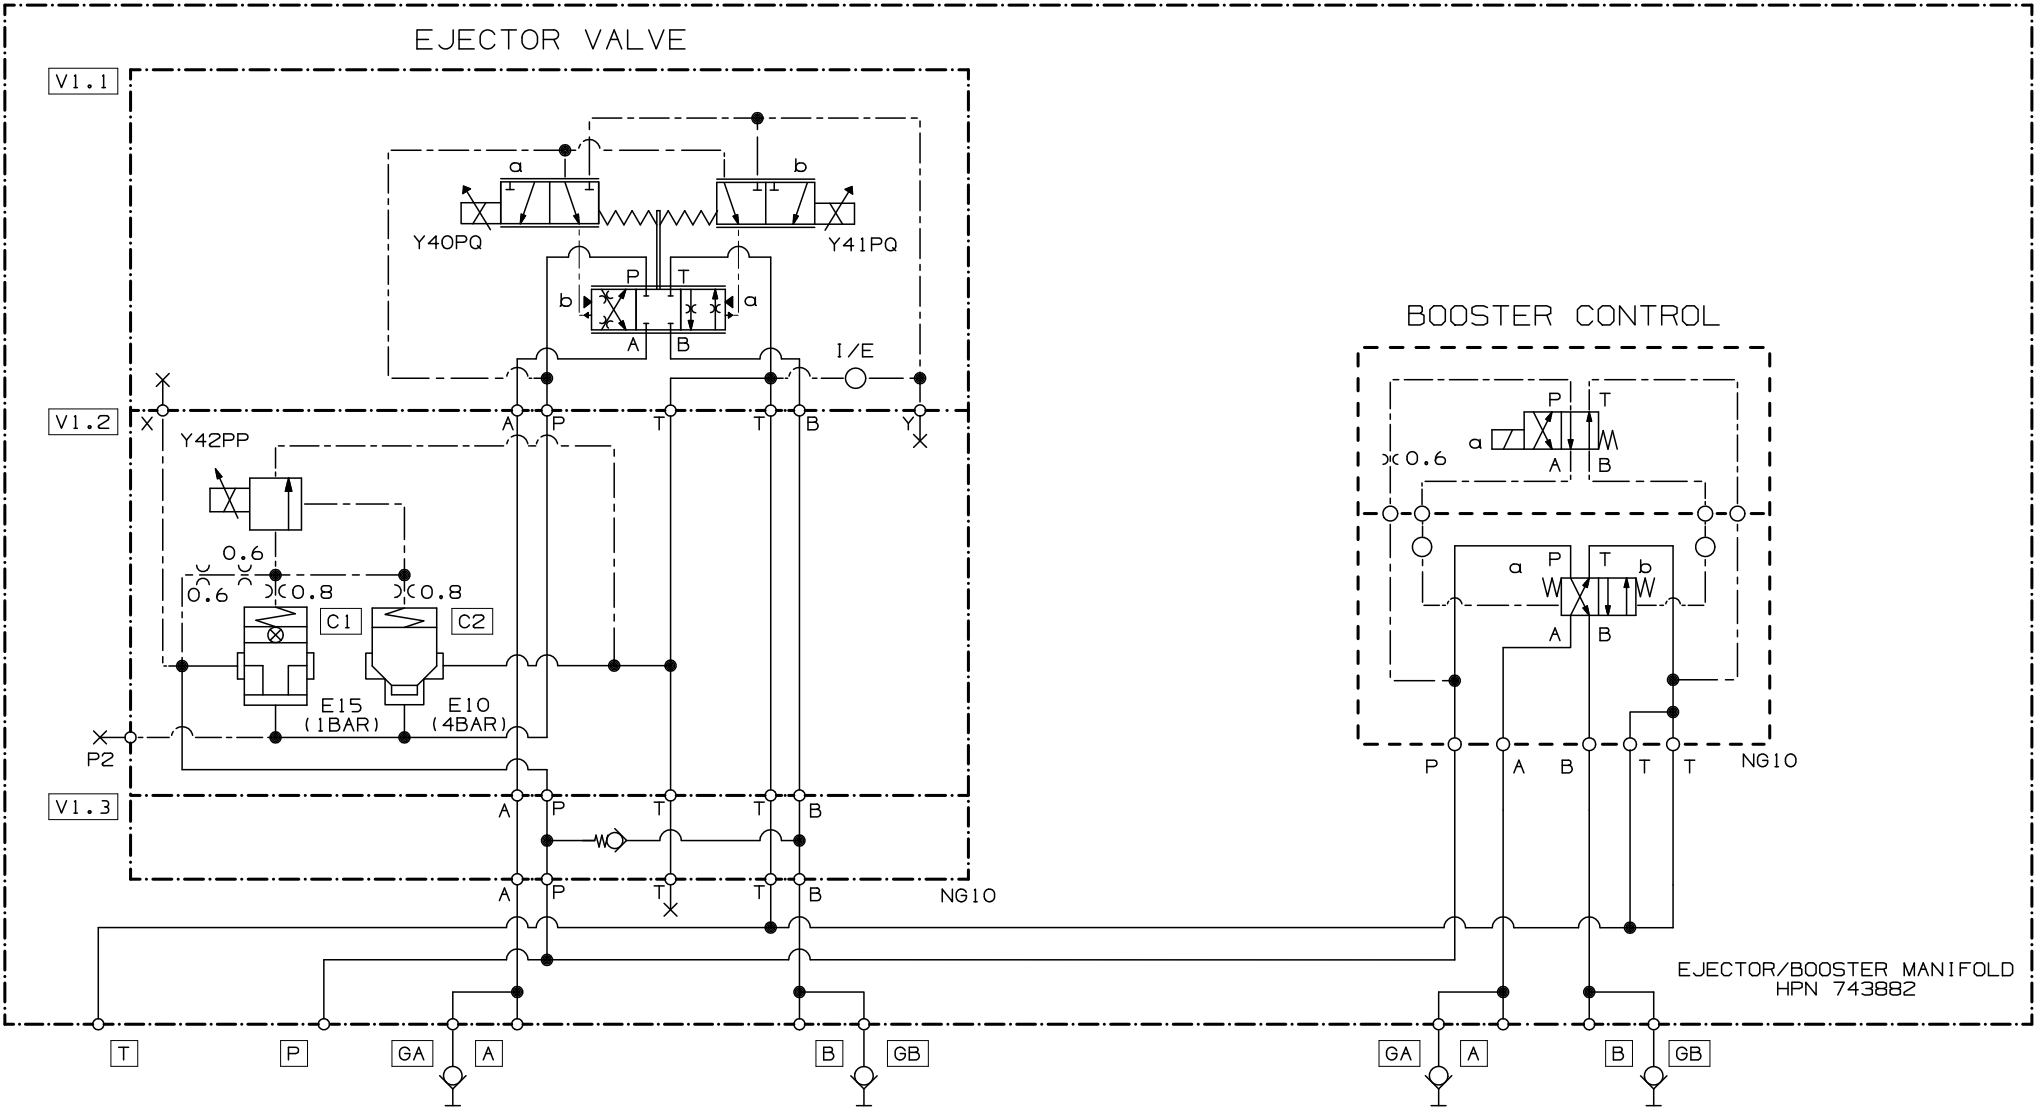 EJECTOR VALVE
V1.1
a
b
Y40PQ
Y41PQ
P T
b a
A B
I/E
V1.2
X A P T T B Y
Y42PP
0.6
0.6
0.8
0.8
C1
C2
E15
(1BAR)
E10
(4BAR)
P2
V1.3
A P T T B
A P T T B
NG10
BOOSTER CONTROL
P T
a
0.6
A B
P T
a b
A B
P A B T T
NG10
EJECTOR/BOOSTER MANIFOLD
HPN 743882
T P GA A B GB GA A B GB